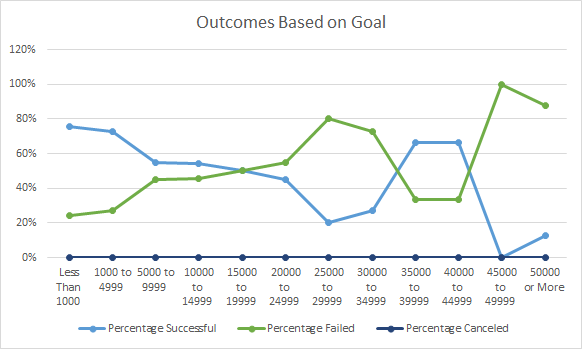 Outcomes Based on Goal
120%
100%
80%
60%
40%
20%
0%
Less Than 1000
1000 to 4999
5000 to 9999
10000 to 14999
15000 to 19999
20000 to 24999
25000 to 29999
30000 to 34999
35000 to 39999
40000 to 44999
45000 to 49999
50000 or More
Percentage Successful
Percentage Failed
Percentage Canceled